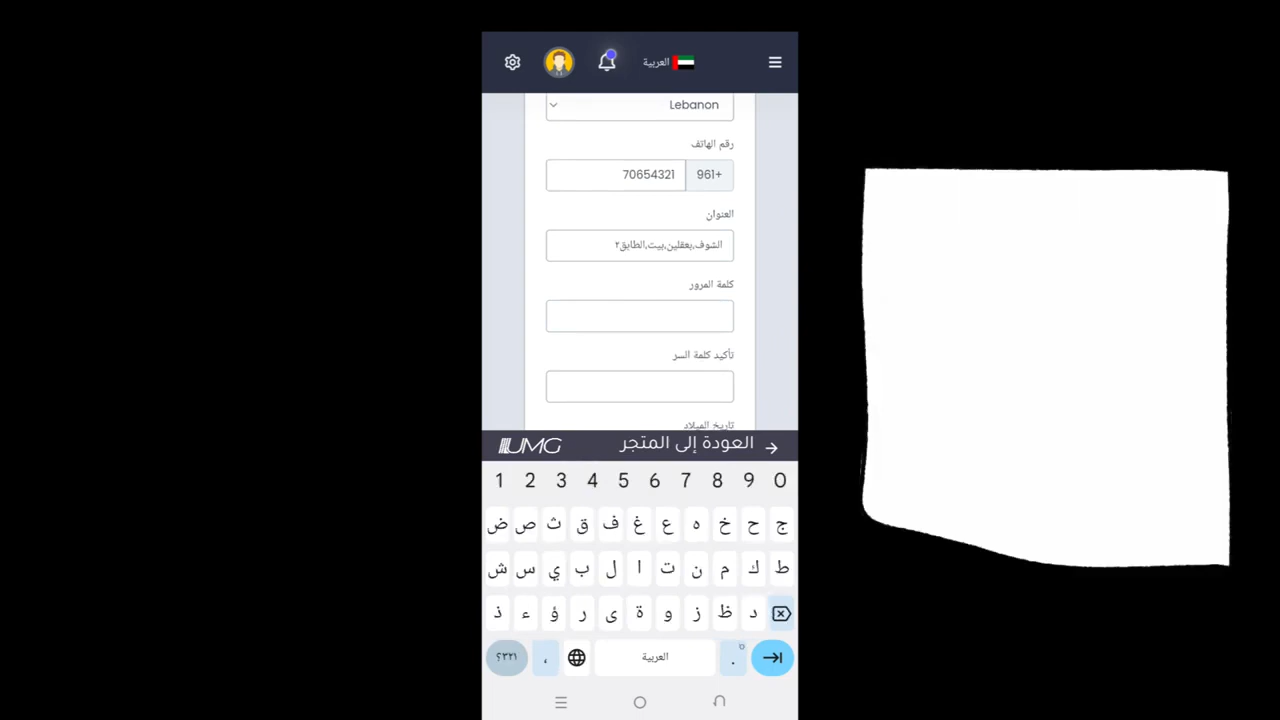 العربية
Lebanon
رقم الهاتف
+961 70654321
العنوان
الشوف,بعقلين,بيت,الطابق٢
كلمة المرور
تأكيد كلمة السر
تاريخ الميلاد
UMG العودة إلى المتجر
1 2 3 4 5 6 7 8 9 0
ض ص ث ق ف غ ع ه خ ح ج
ش س ي ب ل ا ت ن م ك ط
ذ ء ؤ ر ى ة و ز ظ د
؟٣٢١ ، العربية .